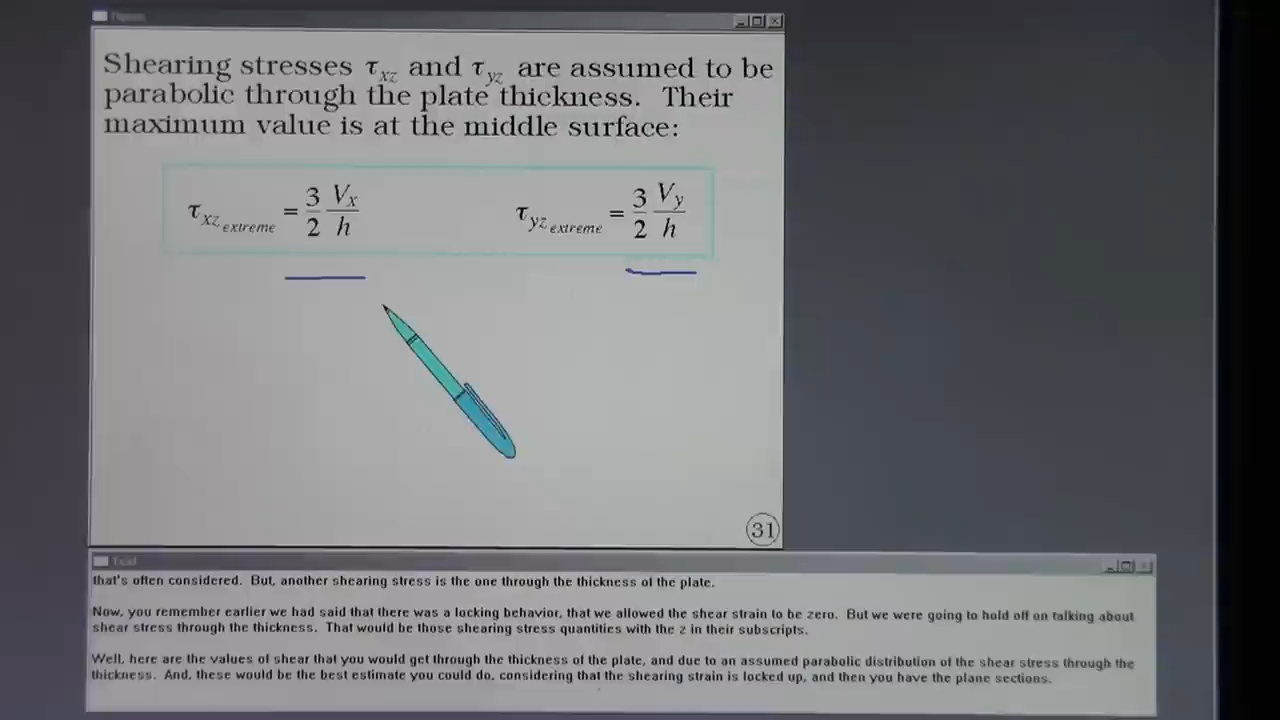 Figures
Shearing stresses τxz and τyz are assumed to be
parabolic through the plate thickness. Their
maximum value is at the middle surface:
τxz extreme = 3/2 Vx/h    τyz extreme = 3/2 Vy/h
31
Text
that's often considered. But, another shearing stress is the one through the thickness of the plate.
Now, you remember earlier we had said that there was a locking behavior, that we allowed the shear strain to be zero. But we were going to hold off on talking about
shear stress through the thickness. That would be those shearing stress quantities with the z in their subscripts.
Well, here are the values of shear that you would get through the thickness of the plate, and due to an assumed parabolic distribution of the shear stress through the
thickness. And, these would be the best estimate you could do, considering that the shearing strain is locked up, and then you have the plane sections.